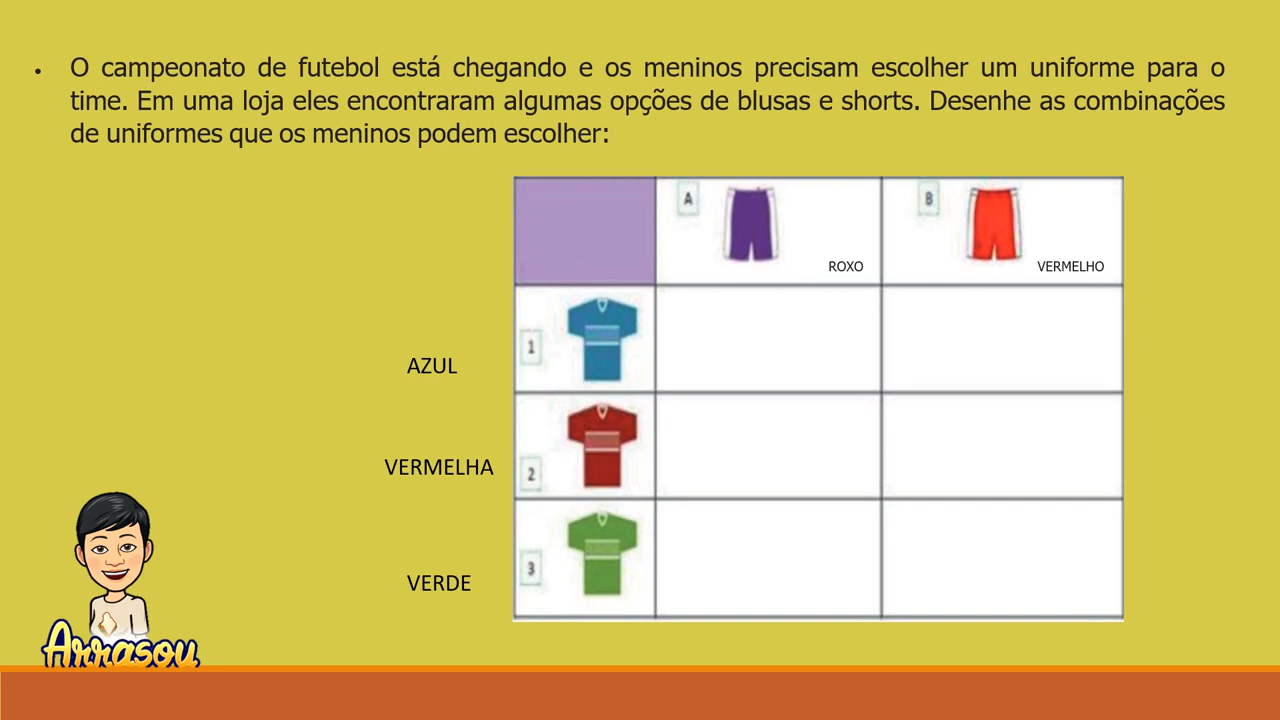 • O campeonato de futebol está chegando e os meninos precisam escolher um uniforme para o
time. Em uma loja eles encontraram algumas opções de blusas e shorts. Desenhe as combinações
de uniformes que os meninos podem escolher:
A
ROXO
B
VERMELHO
1
AZUL
2
VERMELHA
3
VERDE
Arrasou